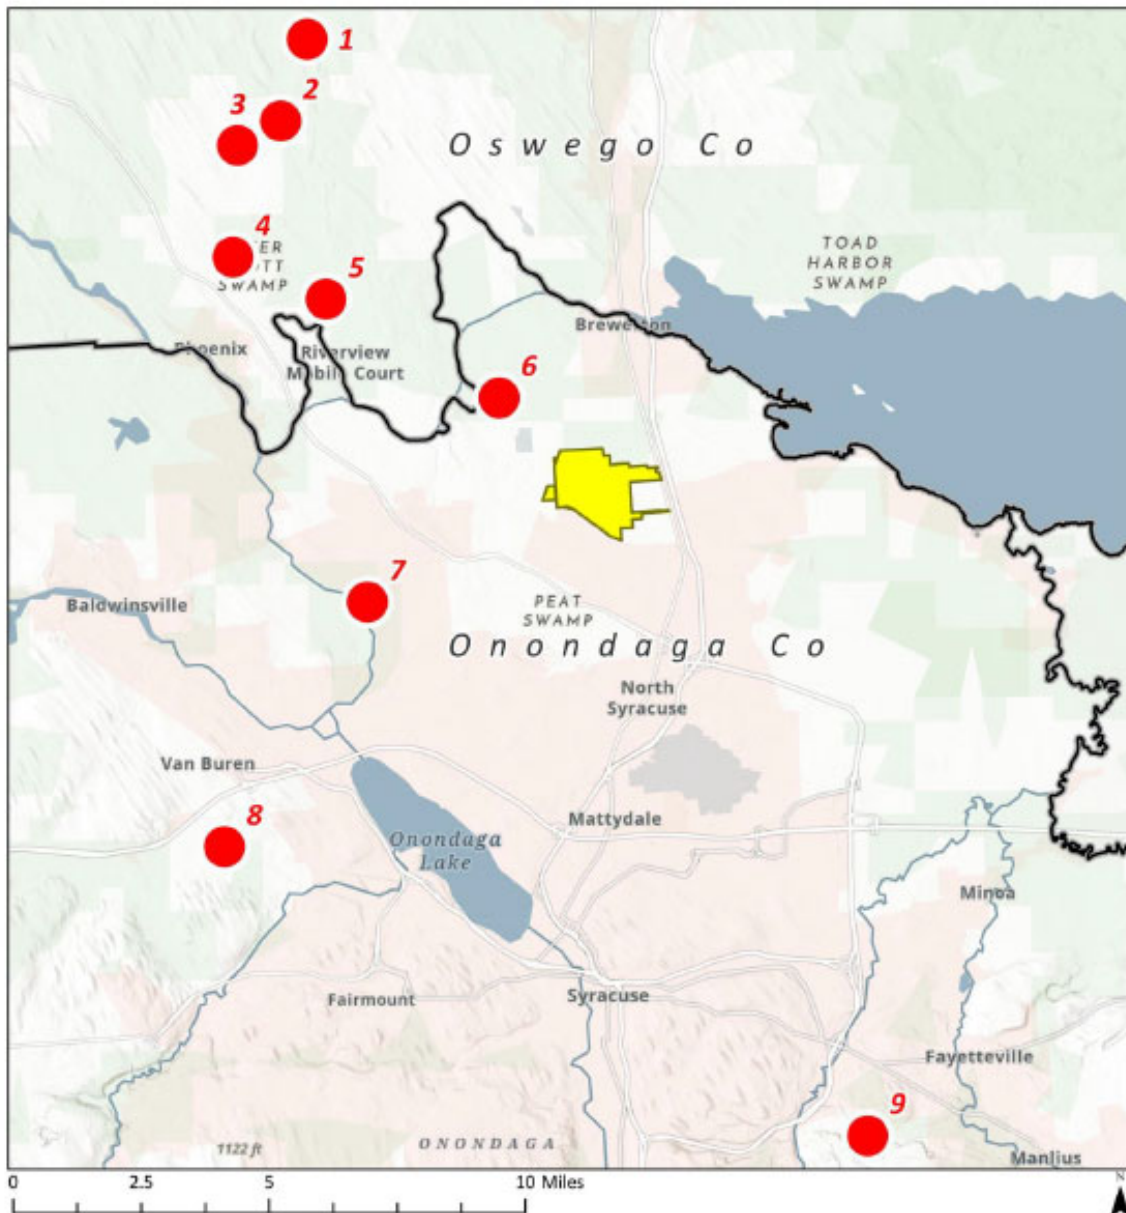 1
2
3
Oswego Co
4
TOAD
HARBOR
SWAMP
SWAMP
5
Brewerton
Phoenix
Riverview
Mobile Court
6
7
Baldwinsville
PEAT
SWAMP
Onondaga Co
North
Syracuse
Van Buren
8
Mattydale
Onondaga
Lake
Minoa
Fairmount
Syracuse
Fayetteville
9
1122 ft
ONONDAGA
Manlius
0 2.5 5 10 Miles
N